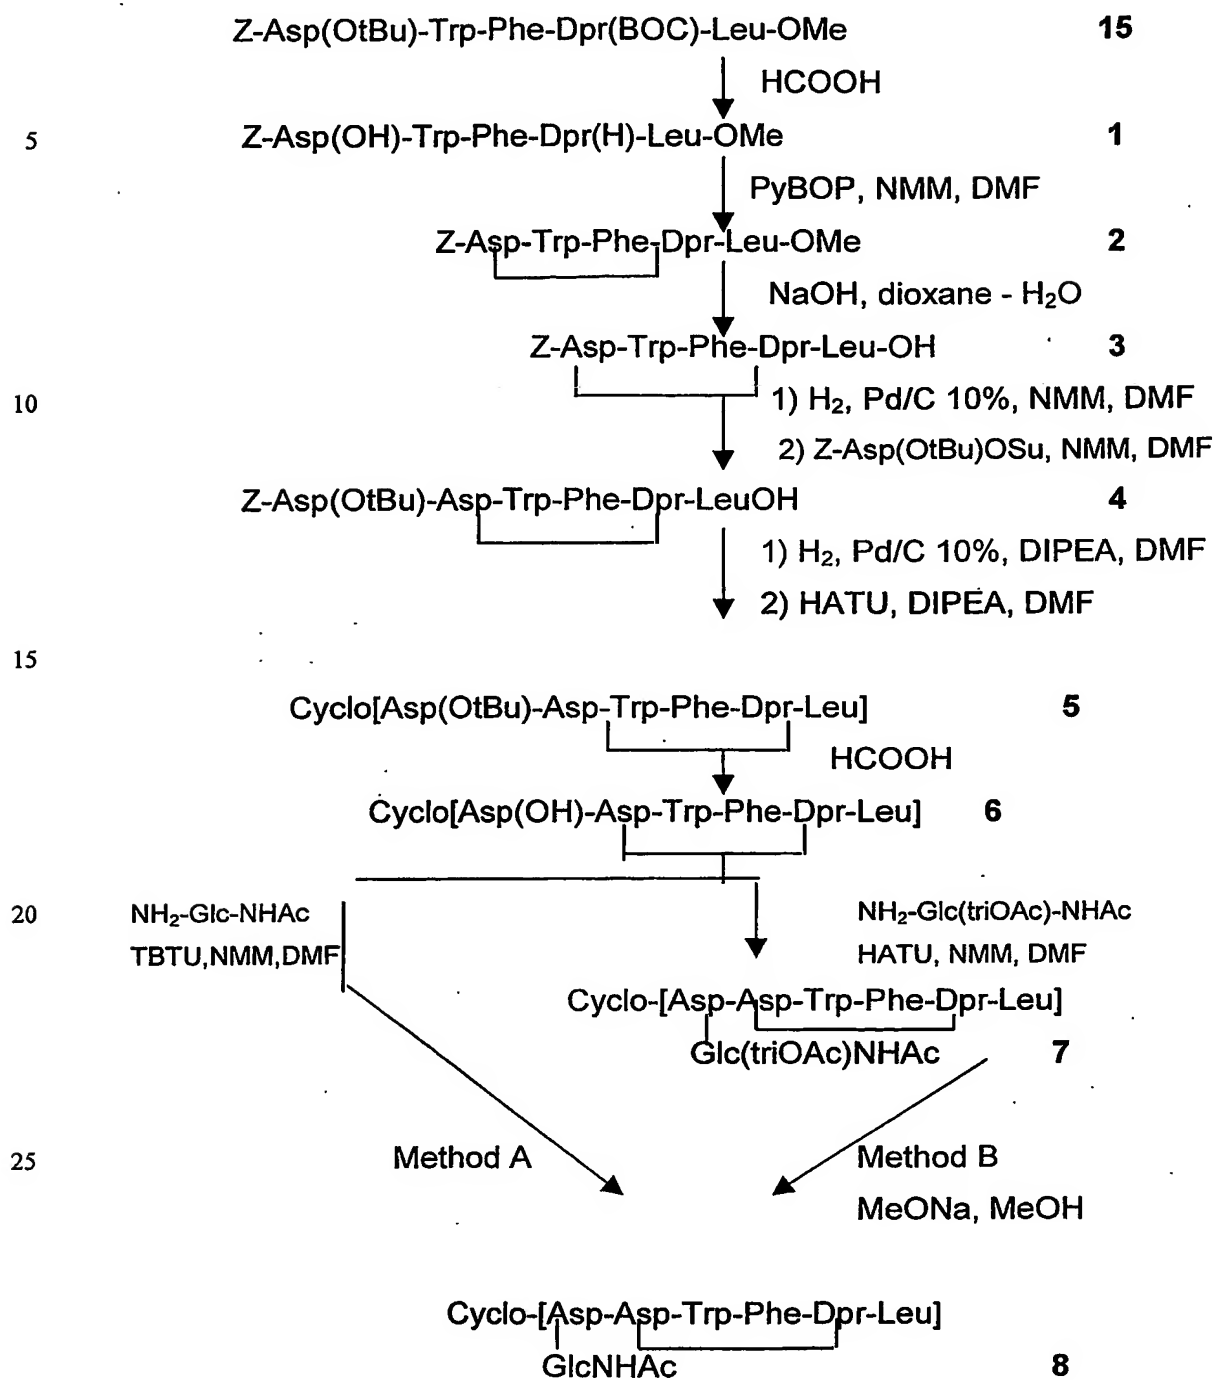 Z-Asp(OtBu)-Trp-Phe-Dpr(BOC)-Leu-OMe 15
HCOOH
5 Z-Asp(OH)-Trp-Phe-Dpr(H)-Leu-OMe 1
PyBOP, NMM, DMF
Z-Asp-Trp-Phe-Dpr-Leu-OMe 2
NaOH, dioxane - H₂O
Z-Asp-Trp-Phe-Dpr-Leu-OH 3
10 1) H₂, Pd/C 10%, NMM, DMF
2) Z-Asp(OtBu)OSu, NMM, DMF
Z-Asp(OtBu)-Asp-Trp-Phe-Dpr-LeuOH 4
1) H₂, Pd/C 10%, DIPEA, DMF
2) HATU, DIPEA, DMF
15
Cyclo[Asp(OtBu)-Asp-Trp-Phe-Dpr-Leu] 5
HCOOH
Cyclo[Asp(OH)-Asp-Trp-Phe-Dpr-Leu] 6
20 NH₂-Glc-NHAc NH₂-Glc(triOAc)-NHAc
TBTU,NMM,DMF HATU, NMM, DMF
Cyclo-[Asp-Asp-Trp-Phe-Dpr-Leu]
Glc(triOAc)NHAc 7
25 Method A Method B
MeONa, MeOH
Cyclo-[Asp-Asp-Trp-Phe-Dpr-Leu]
GlcNHAc 8